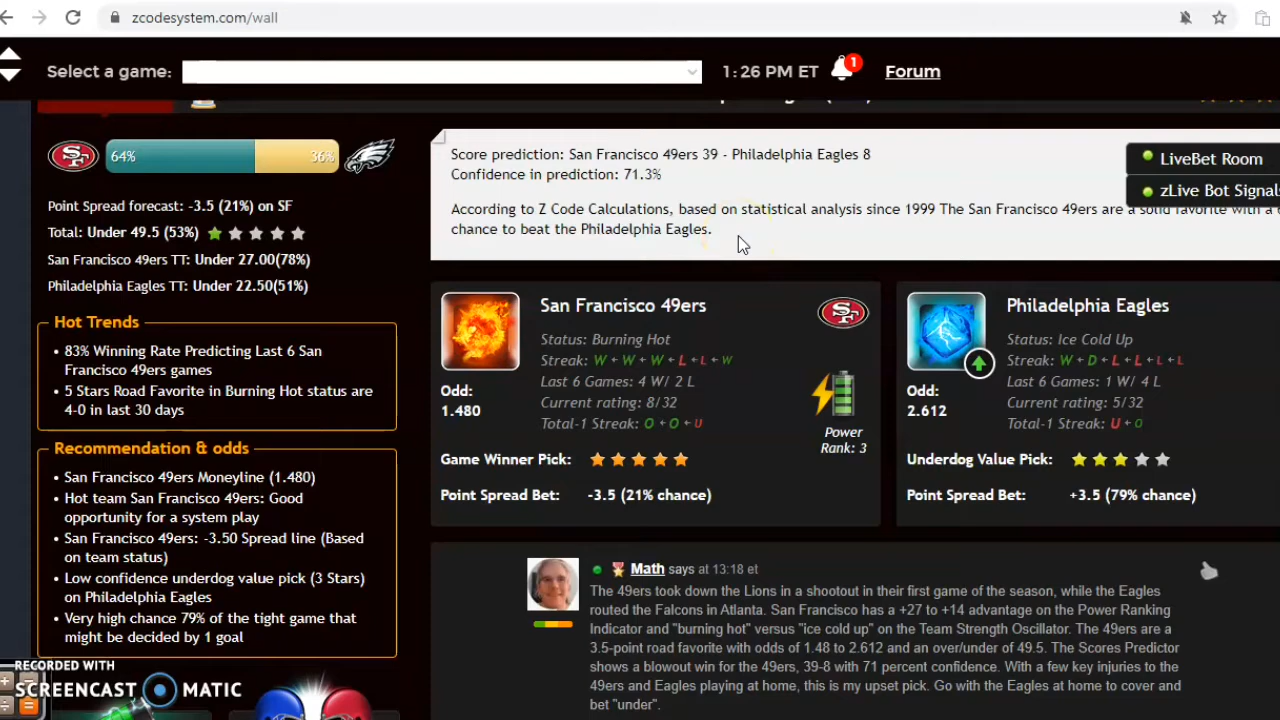 zcodesystem.com/wall
Select a game:
1:26 PM ET
1
Forum
64%
36%
Point Spread forecast: -3.5 (21%) on SF
Total: Under 49.5 (53%)
San Francisco 49ers TT: Under 27.00(78%)
Philadelphia Eagles TT: Under 22.50(51%)
Hot Trends
83% Winning Rate Predicting Last 6 San
Francisco 49ers games
5 Stars Road Favorite in Burning Hot status are
4-0 in last 30 days
Recommendation & odds
San Francisco 49ers Moneyline (1.480)
Hot team San Francisco 49ers: Good
opportunity for a system play
San Francisco 49ers: -3.50 Spread line (Based
on team status)
Low confidence underdog value pick (3 Stars)
on Philadelphia Eagles
Very high chance 79% of the tight game that
might be decided by 1 goal
RECORDED WITH
SCREENCAST MATIC
Score prediction: San Francisco 49ers 39 - Philadelphia Eagles 8
Confidence in prediction: 71.3%
According to Z Code Calculations, based on statistical analysis since 1999 The San Francisco 49ers are a solid favorite with a
chance to beat the Philadelphia Eagles.
LiveBet Room
zLive Bot Signals
San Francisco 49ers
SF
Status: Burning Hot
Streak: W W W L L W
Last 6 Games: 4 W/ 2 L
Current rating: 8/32
Total-1 Streak: O O U
Odd:
1.480
Power
Rank: 3
Game Winner Pick:
Point Spread Bet: -3.5 (21% chance)
Philadelphia Eagles
Status: Ice Cold Up
Streak: W D L L L L
Last 6 Games: 1 W/ 4 L
Current rating: 5/32
Total-1 Streak: U O
Odd:
2.612
Underdog Value Pick:
Point Spread Bet: +3.5 (79% chance)
Math says at 13:18 et
The 49ers took down the Lions in a shootout in their first game of the season, while the Eagles
routed the Falcons in Atlanta. San Francisco has a +27 to +14 advantage on the Power Ranking
Indicator and "burning hot" versus "ice cold up" on the Team Strength Oscillator. The 49ers are a
3.5-point road favorite with odds of 1.48 to 2.612 and an over/under of 49.5. The Scores Predictor
shows a blowout win for the 49ers, 39-8 with 71 percent confidence. With a few key injuries to the
49ers and Eagles playing at home, this is my upset pick. Go with the Eagles at home to cover and
bet "under".